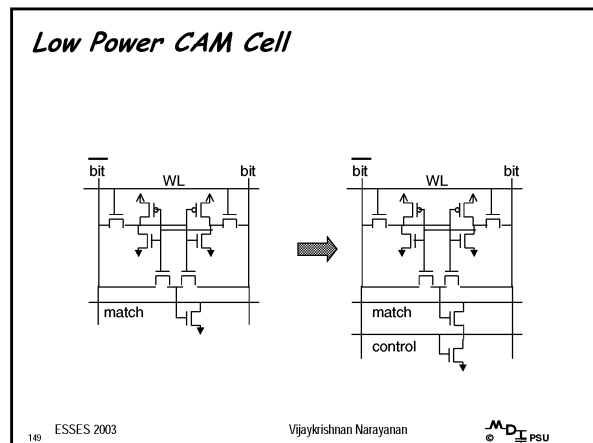 Low Power CAM Cell
bit WL bit
match
bit WL bit
match
control
149 ESSES 2003 Vijaykrishnan Narayanan © MD PSU